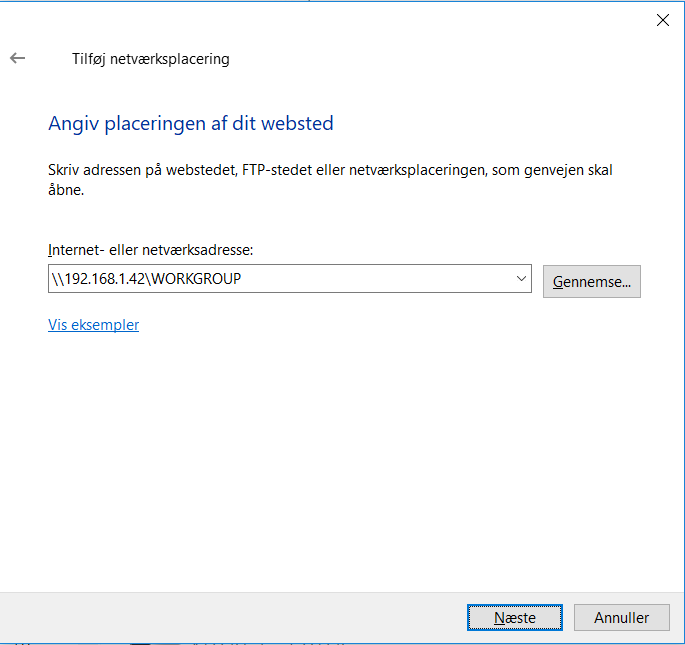 Tilføj netværksplacering
Angiv placeringen af dit websted
Skriv adressen på webstedet, FTP-stedet eller netværksplaceringen, som genvejen skal
åbne.
Internet- eller netværksadresse:
\\192.168.1.42\WORKGROUP
Gennemse...
Vis eksempler
Næste
Annuller